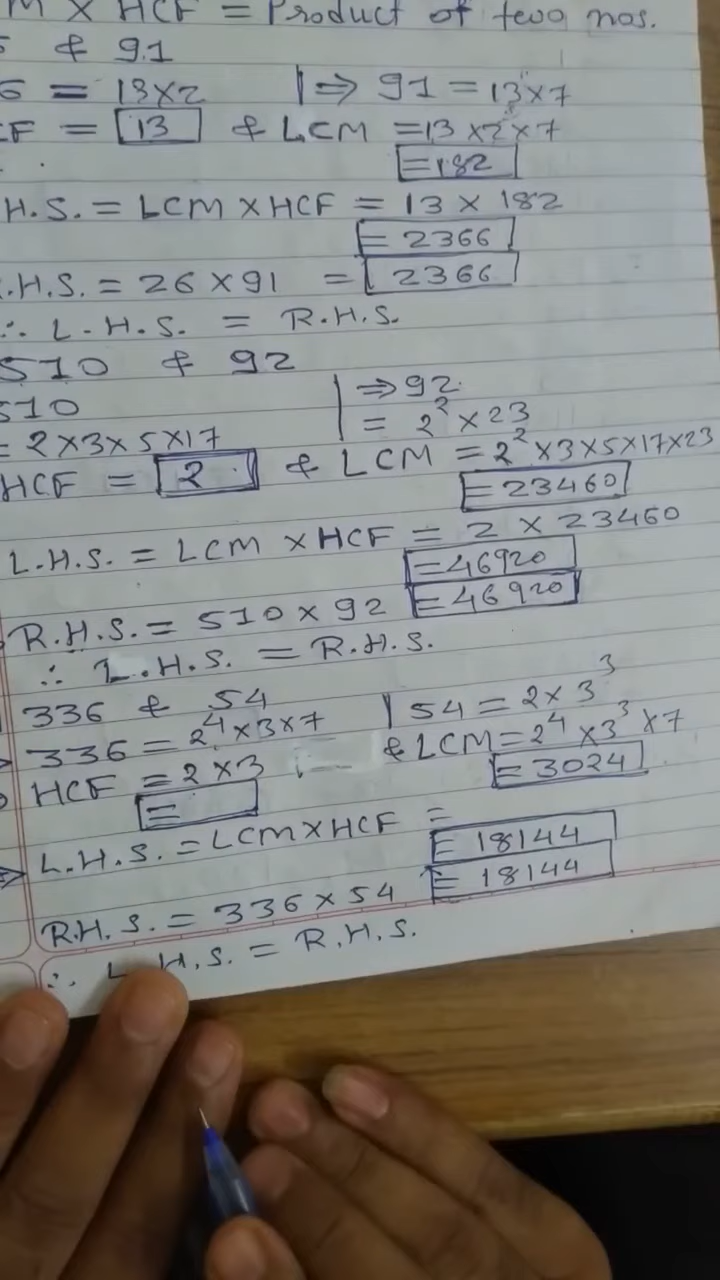 M × HCF = Product of two nos.
& 91
6 = 13×2 | ⇒ 91 = 13×7
CF = 13 & LCM = 13×2×7
= 182
H.S. = LCM × HCF = 13 × 182
= 2366
.H.S. = 26 × 91 = 2366
∴ L.H.S. = R.H.S.
510 & 92
510 | ⇒ 92
= 2×3×5×17 | = 2² × 23
HCF = 2 & LCM = 2²×3×5×17×23
= 23460
L.H.S. = LCM × HCF = 2 × 23460
= 46920
R.H.S. = 510 × 92 = 46920
∴ L.H.S. = R.H.S.
336 & 54
336 = 2⁴×3×7 | 54 = 2×3³
HCF = 2×3 & LCM = 2⁴×3³×7
= = 3024
⇒ L.H.S. = LCM×HCF =
= 18144
R.H.S. = 336×54 = 18144
∴ L.H.S. = R.H.S.